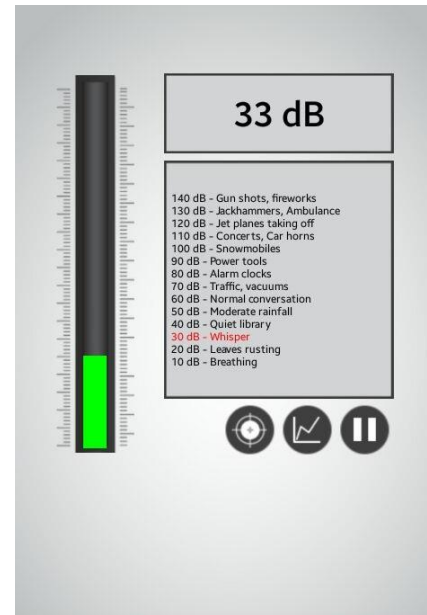 33 dB
140 dB - Gun shots, fireworks
130 dB - Jackhammers, Ambulance
120 dB - Jet planes taking off
110 dB - Concerts, Car horns
100 dB - Snowmobiles
90 dB - Power tools
80 dB - Alarm clocks
70 dB - Traffic, vacuums
60 dB - Normal conversation
50 dB - Moderate rainfall
40 dB - Quiet library
30 dB - Whisper
20 dB - Leaves rusting
10 dB - Breathing